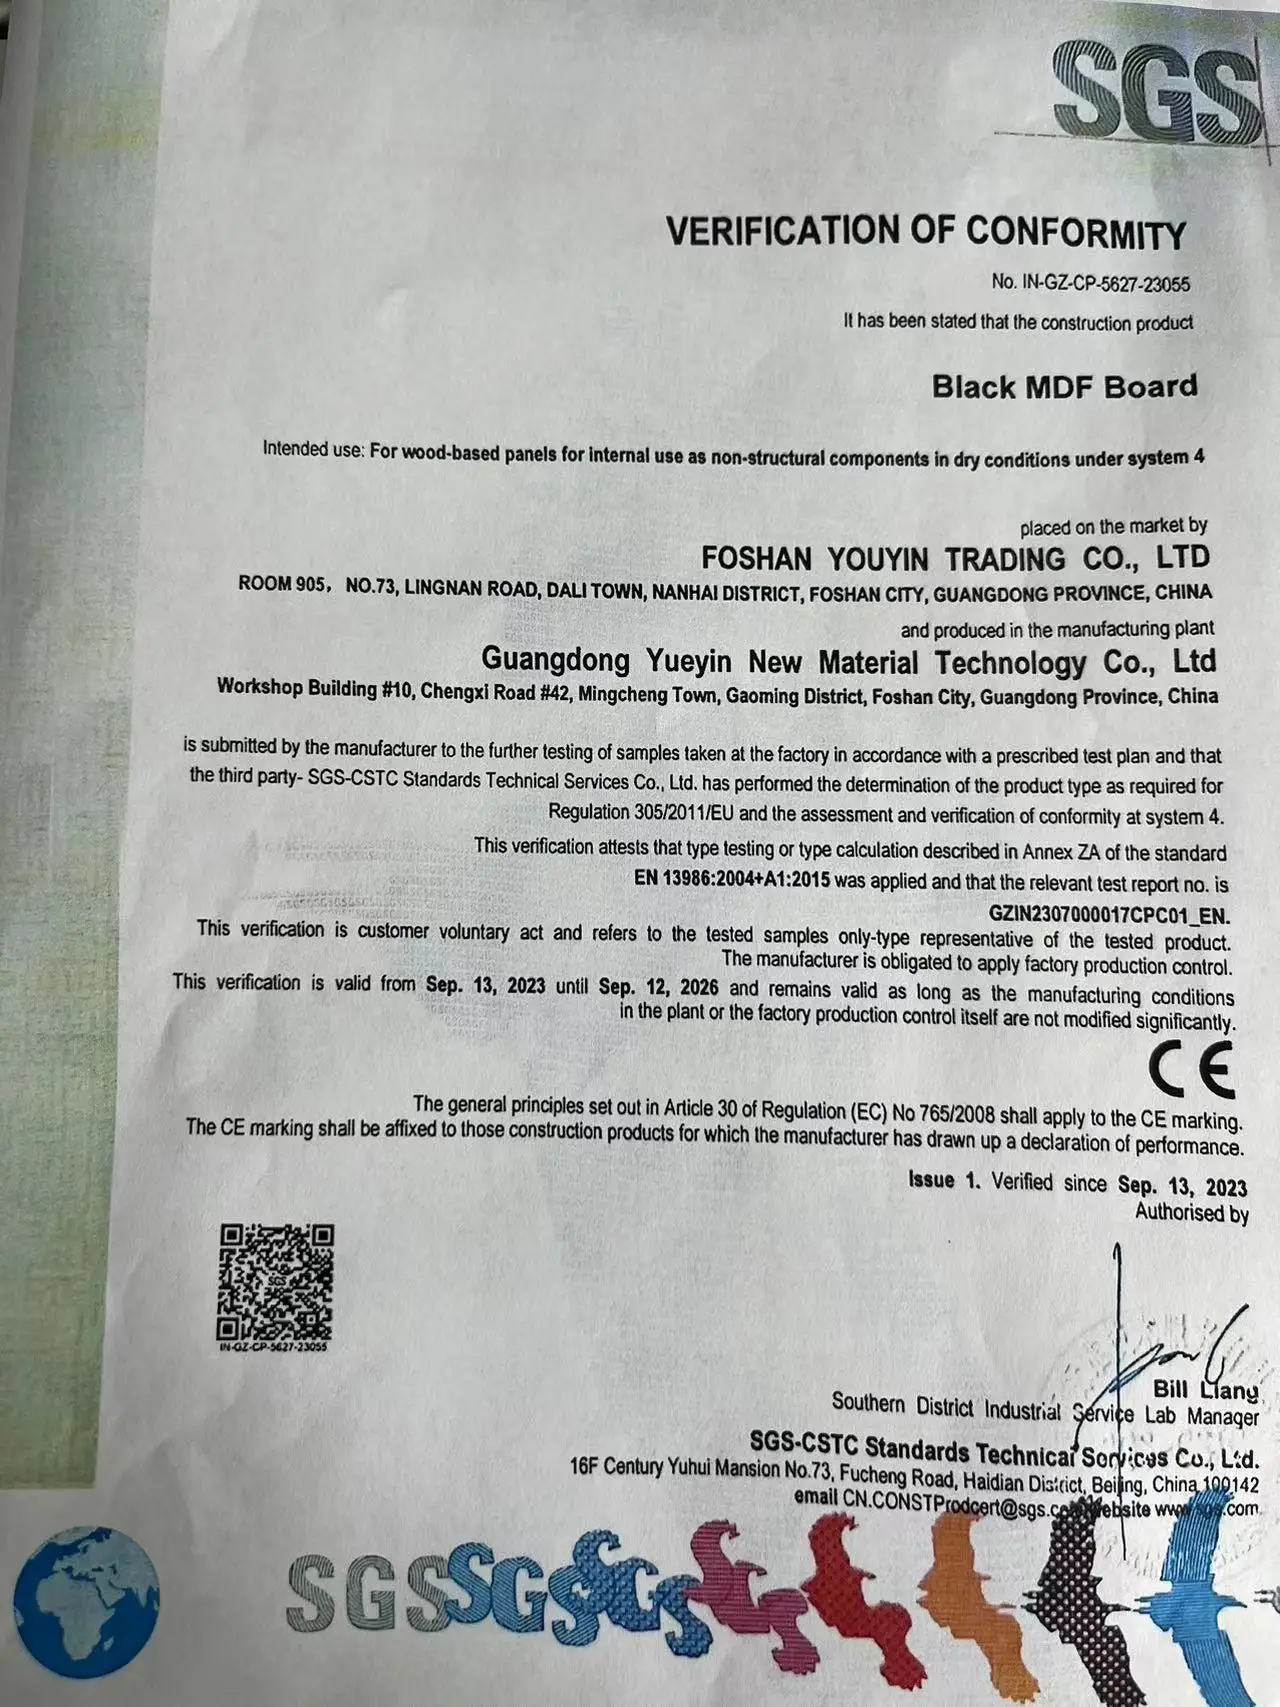 SGS
VERIFICATION OF CONFORMITY
No. IN-GZ-CP-5627-23055
It has been stated that the construction product
Black MDF Board
Intended use: For wood-based panels for internal use as non-structural components in dry conditions under system 4
placed on the market by
FOSHAN YOUYIN TRADING CO., LTD
ROOM 905, NO.73, LINGNAN ROAD, DALI TOWN, NANHAI DISTRICT, FOSHAN CITY, GUANGDONG PROVINCE, CHINA
and produced in the manufacturing plant
Guangdong Yueyin New Material Technology Co., Ltd
Workshop Building #10, Chengxi Road #42, Mingcheng Town, Gaoming District, Foshan City, Guangdong Province, China
is submitted by the manufacturer to the further testing of samples taken at the factory in accordance with a prescribed test plan and that
the third party- SGS-CSTC Standards Technical Services Co., Ltd. has performed the determination of the product type as required for
Regulation 305/2011/EU and the assessment and verification of conformity at system 4.
This verification attests that type testing or type calculation described in Annex ZA of the standard
EN 13986:2004+A1:2015 was applied and that the relevant test report no. is
GZIN2307000017CPC01_EN.
This verification is customer voluntary act and refers to the tested samples only-type representative of the tested product.
The manufacturer is obligated to apply factory production control.
This verification is valid from Sep. 13, 2023 until Sep. 12, 2026 and remains valid as long as the manufacturing conditions
in the plant or the factory production control itself are not modified significantly.
CE
The general principles set out in Article 30 of Regulation (EC) No 765/2008 shall apply to the CE marking.
The CE marking shall be affixed to those construction products for which the manufacturer has drawn up a declaration of performance.
Issue 1. Verified since Sep. 13, 2023
Authorised by
SGS
IN-GZ-CP-5627-23055
Bill Liang
Southern District Industrial Service Lab Manager
SGS-CSTC Standards Technical Services Co., Ltd.
16F Century Yuhui Mansion No.73, Fucheng Road, Haidian District, Beijing, China 100142
email CN.CONSTProdcert@sgs.com Website www.sgs.com.
SGS SGS SGS